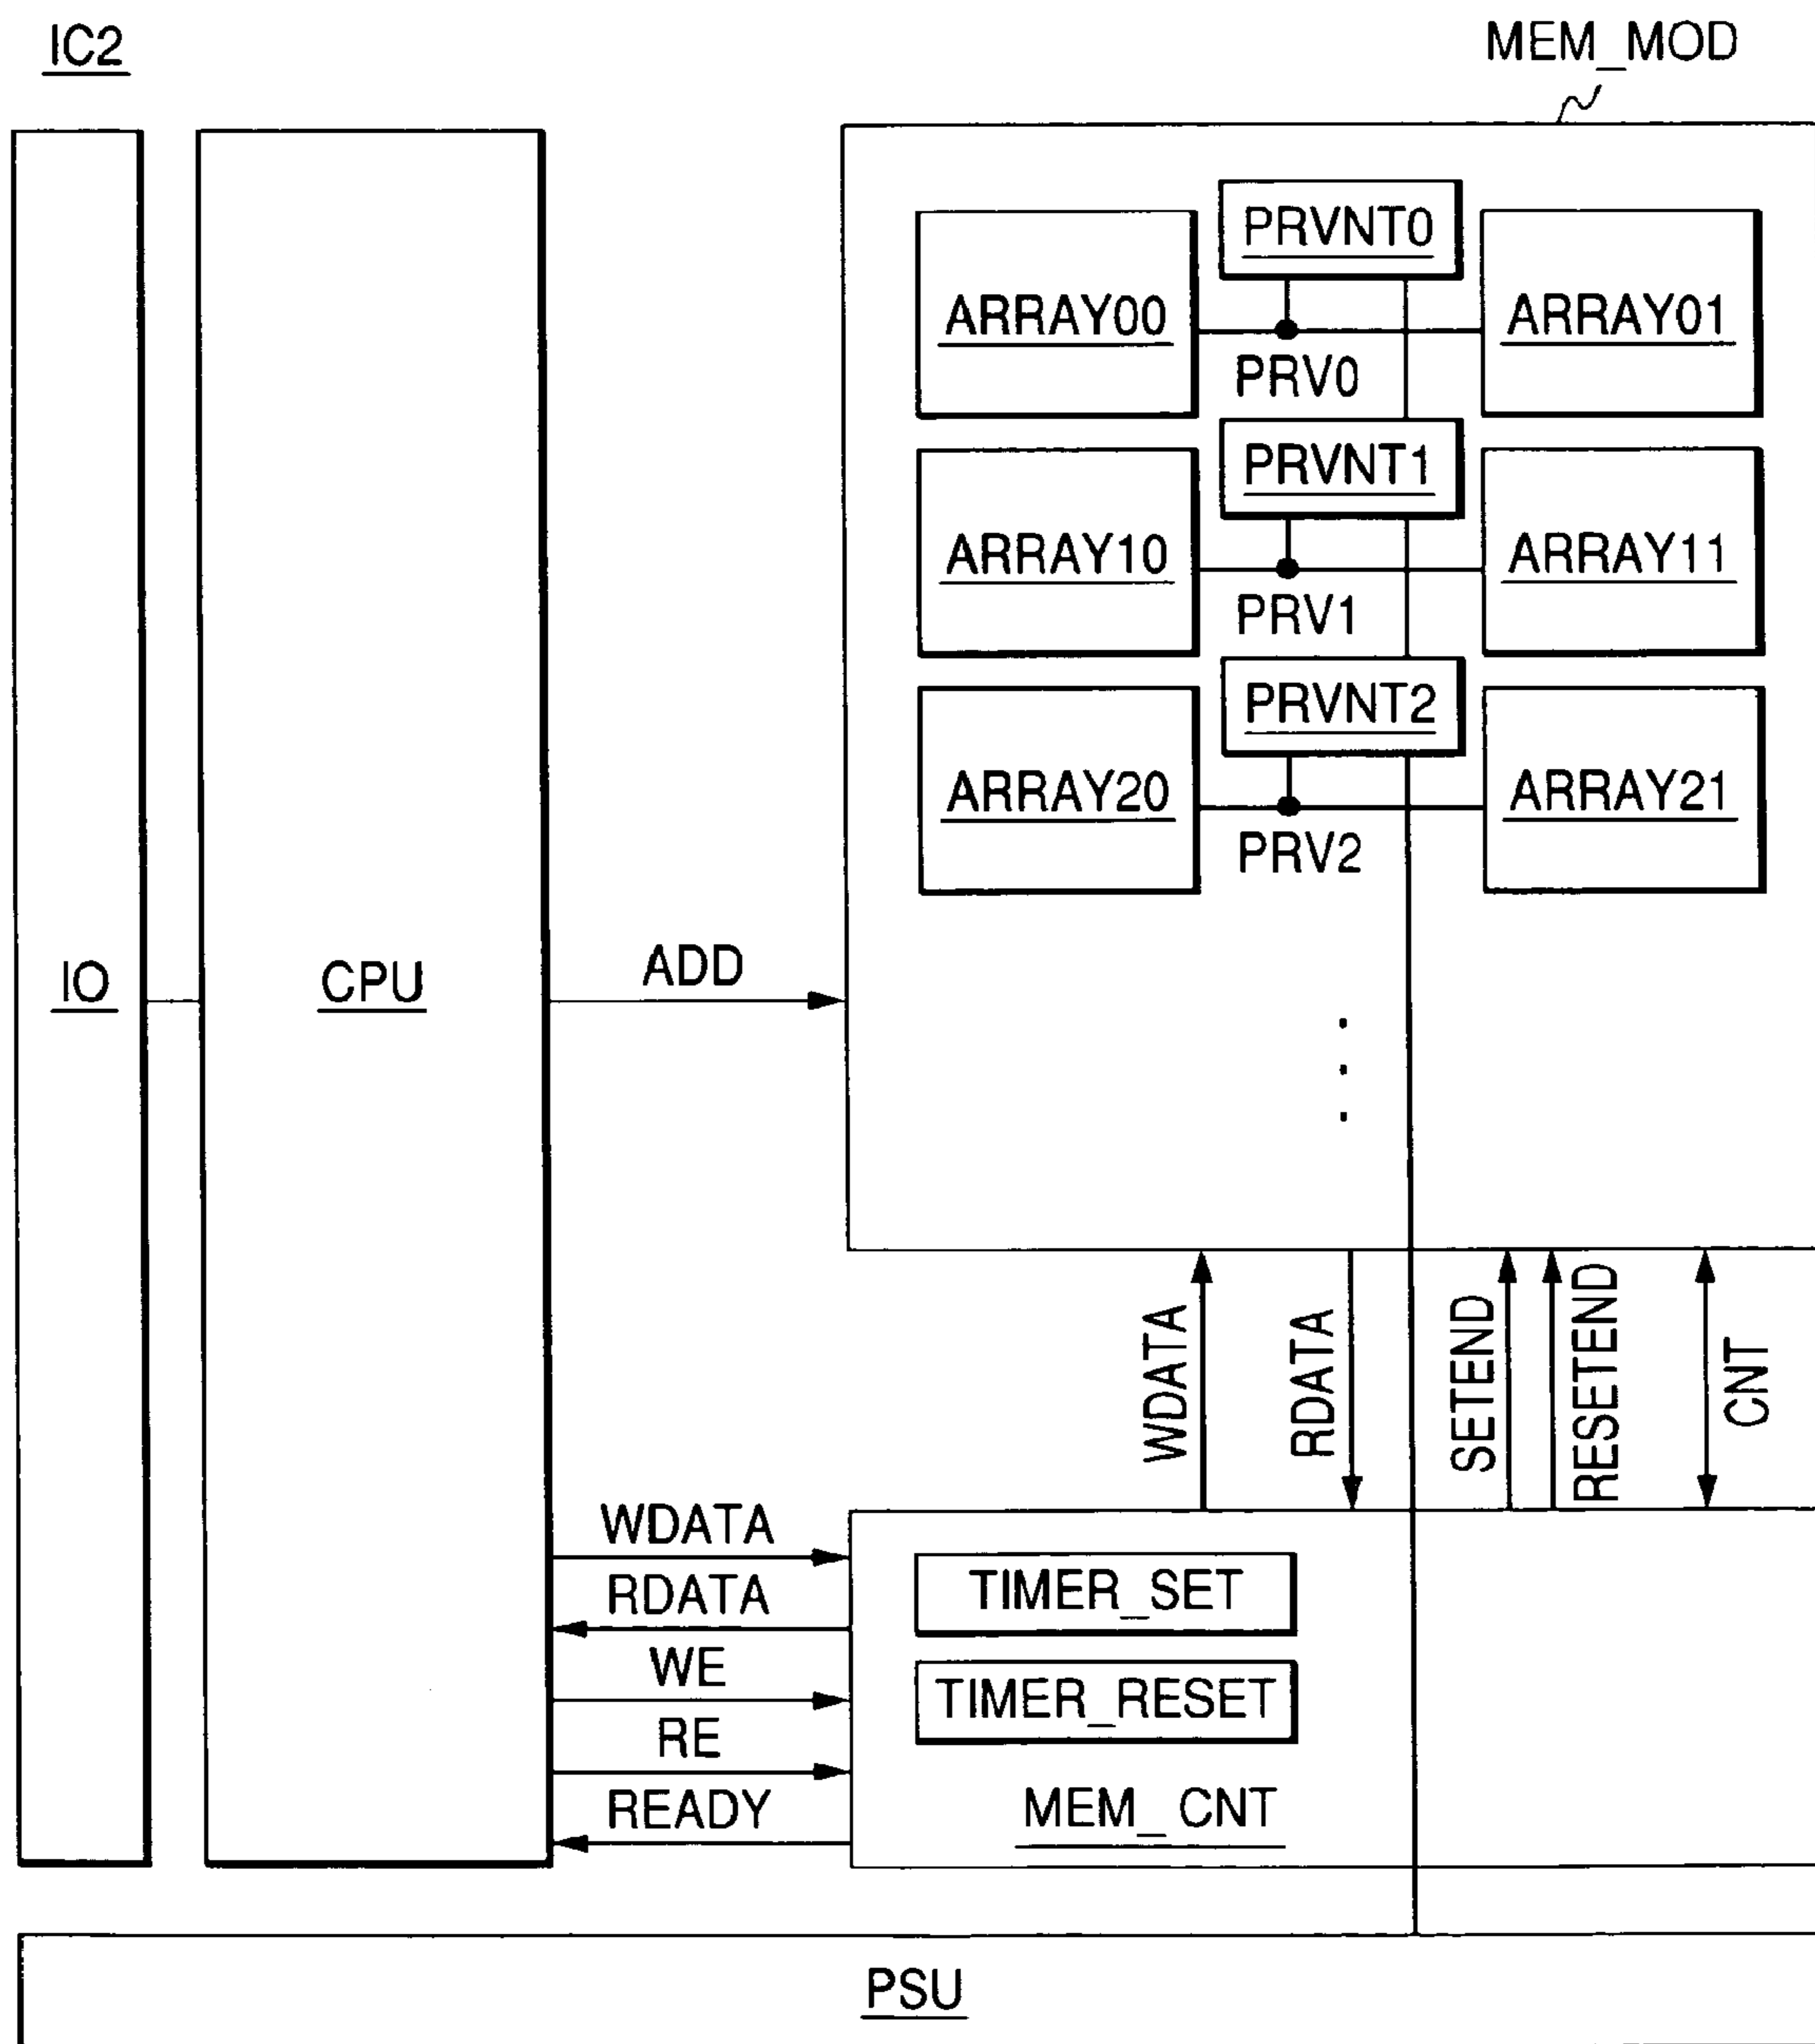 IC2
MEM_MOD
PRVNT0
ARRAY00
ARRAY01
PRV0
PRVNT1
ARRAY10
ARRAY11
PRV1
PRVNT2
ARRAY20
ARRAY21
PRV2
IO
CPU
ADD
WDATA
RDATA
SETEND
RESETEND
CNT
WDATA
RDATA
WE
RE
READY
TIMER_SET
TIMER_RESET
MEM_CNT
PSU